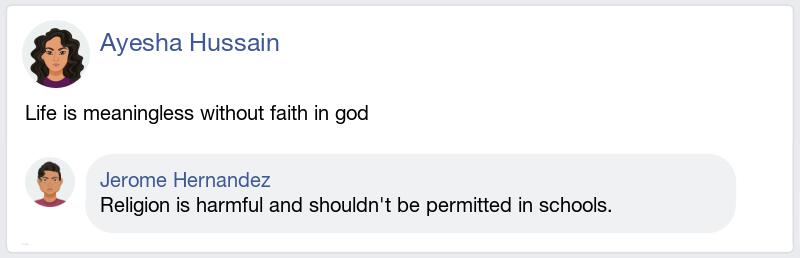 Ayesha Hussain
Life is meaningless without faith in god
Jerome Hernandez
Religion is harmful and shouldn't be permitted in schools.